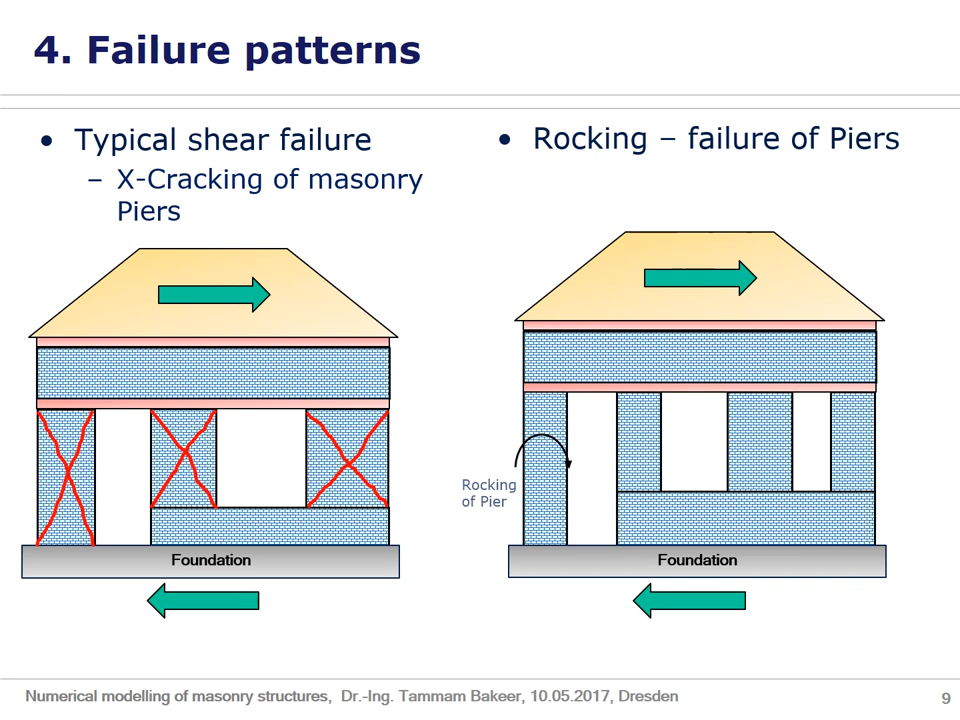 4. Failure patterns
• Typical shear failure
– X-Cracking of masonry
Piers
• Rocking – failure of Piers
Rocking
of Pier
Foundation
Foundation
Numerical modelling of masonry structures, Dr.-Ing. Tammam Bakeer, 10.05.2017, Dresden
9